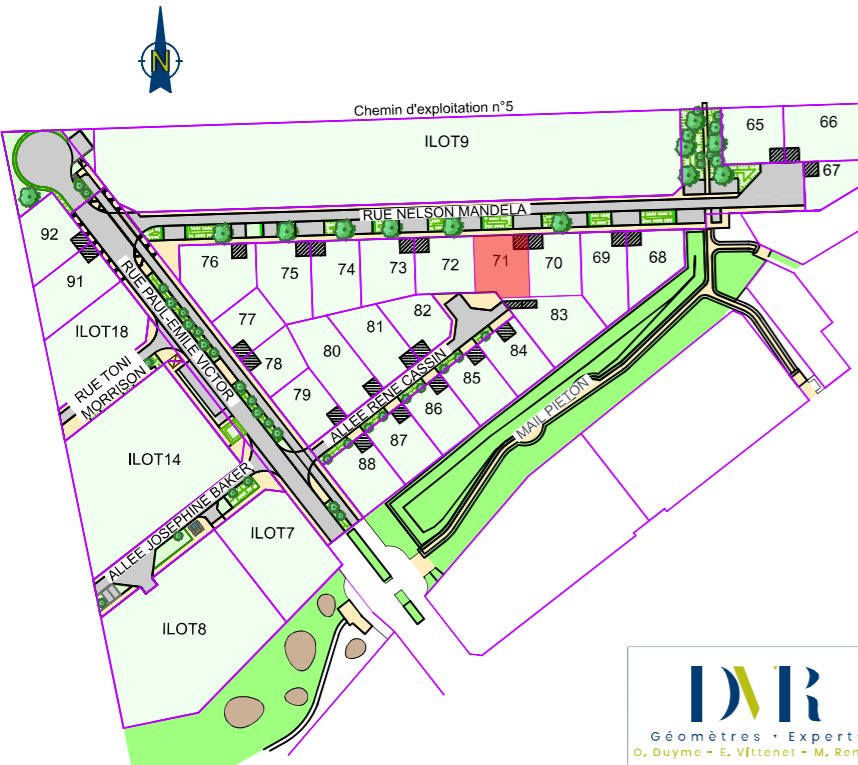 N
Chemin d'exploitation n°5
ILOT9
65
66
67
RUE NELSON MANDELA
92
91
76
75
74
73
72
71
70
69
68
RUE PAUL-EMILE VICTOR
77
78
79
80
81
82
83
84
85
86
87
88
ILOT18
RUE TONI
MORRISON
ALLEE RENE CASSIN
MAIL PIETON
ILOT14
ALLEE JOSEPHINE BAKER
ILOT7
ILOT8
DVR
Géomètres • Experts
O. Duyme - E. Vittenet - M. Ren